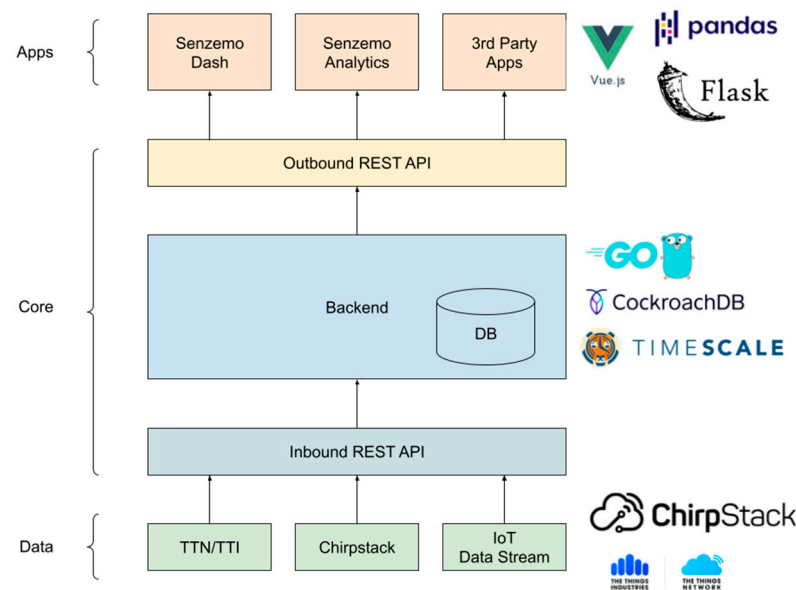 Apps
Senzemo
Dash
Senzemo
Analytics
3rd Party
Apps
Vue.js
pandas
Flask
Outbound REST API
Core
Backend
DB
GO
CockroachDB
TIMESCALE
Inbound REST API
Data
TTN/TTI
Chirpstack
IoT
Data Stream
ChirpStack
THE THINGS
INDUSTRIES
THE THINGS
NETWORK